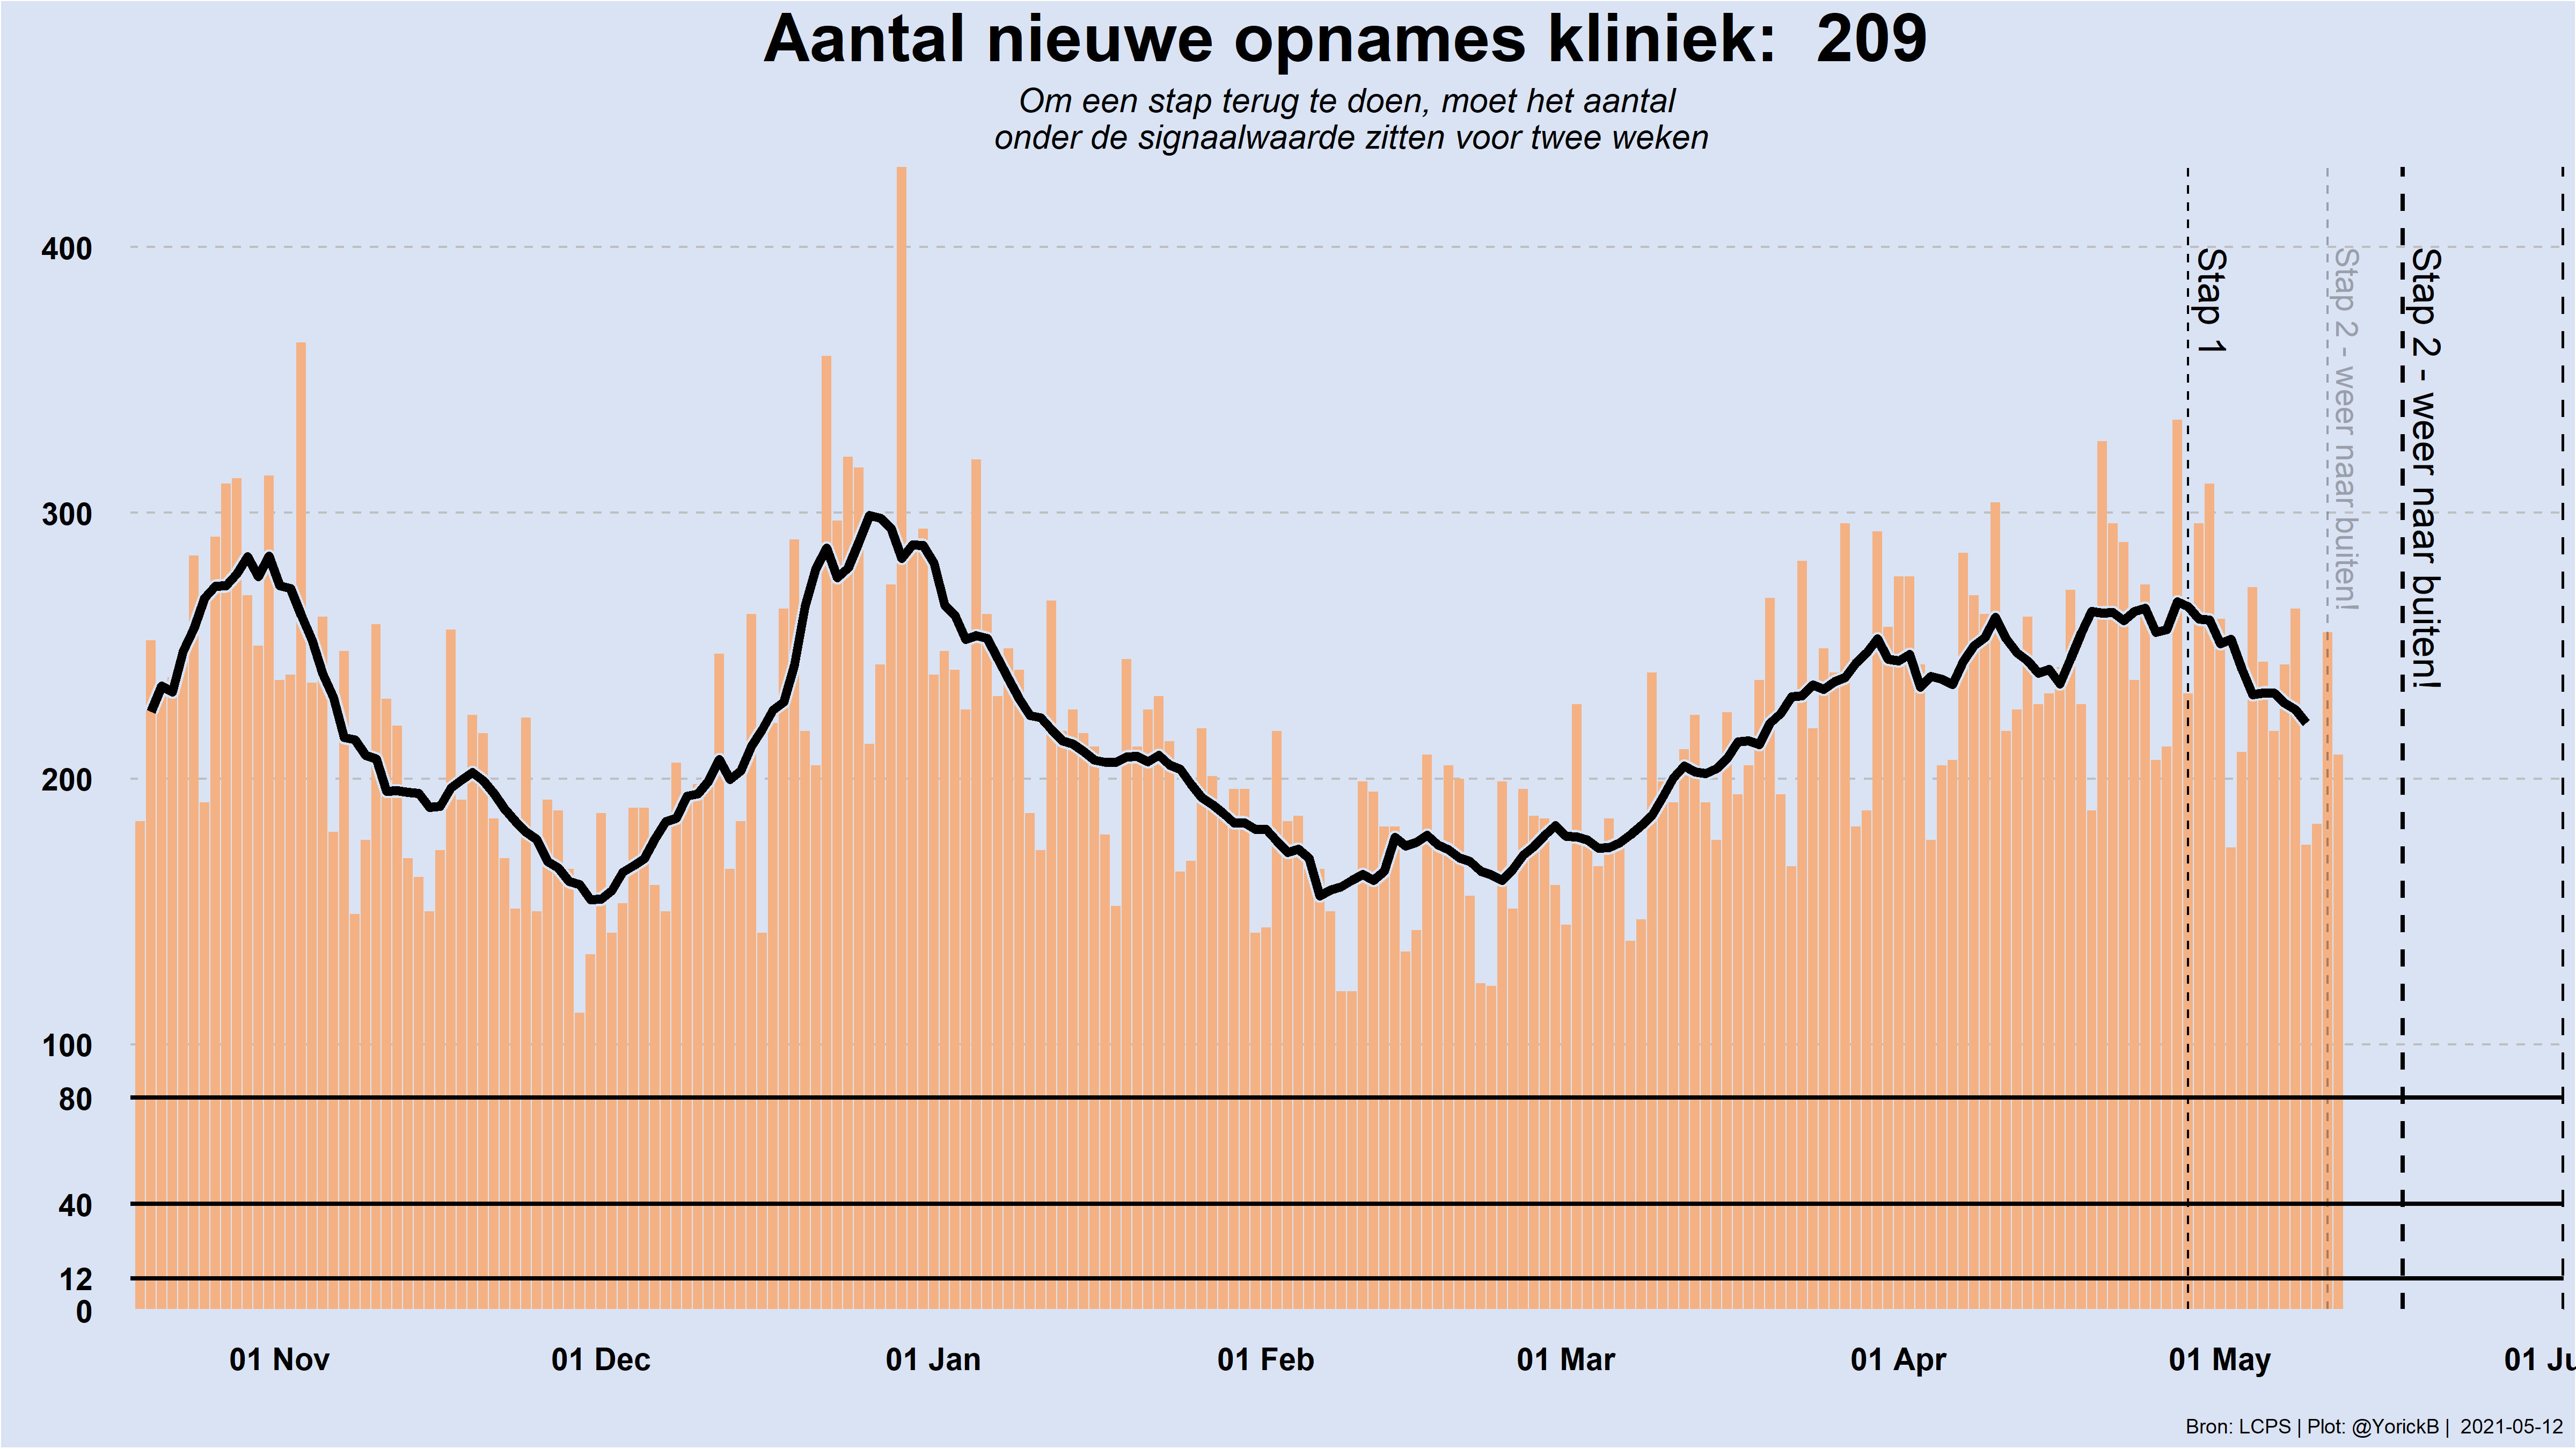 Aantal nieuwe opnames kliniek:  209
Om een stap terug te doen, moet het aantal
onder de signaalwaarde zitten voor twee weken
400
300
200
100
80
40
12
0
Stap 1
Stap 2 - weer naar buiten!
Stap 2 - weer naar buiten!
01 Nov
01 Dec
01 Jan
01 Feb
01 Mar
01 Apr
01 May
01 Ju
Bron: LCPS | Plot: @YorickB |  2021-05-12